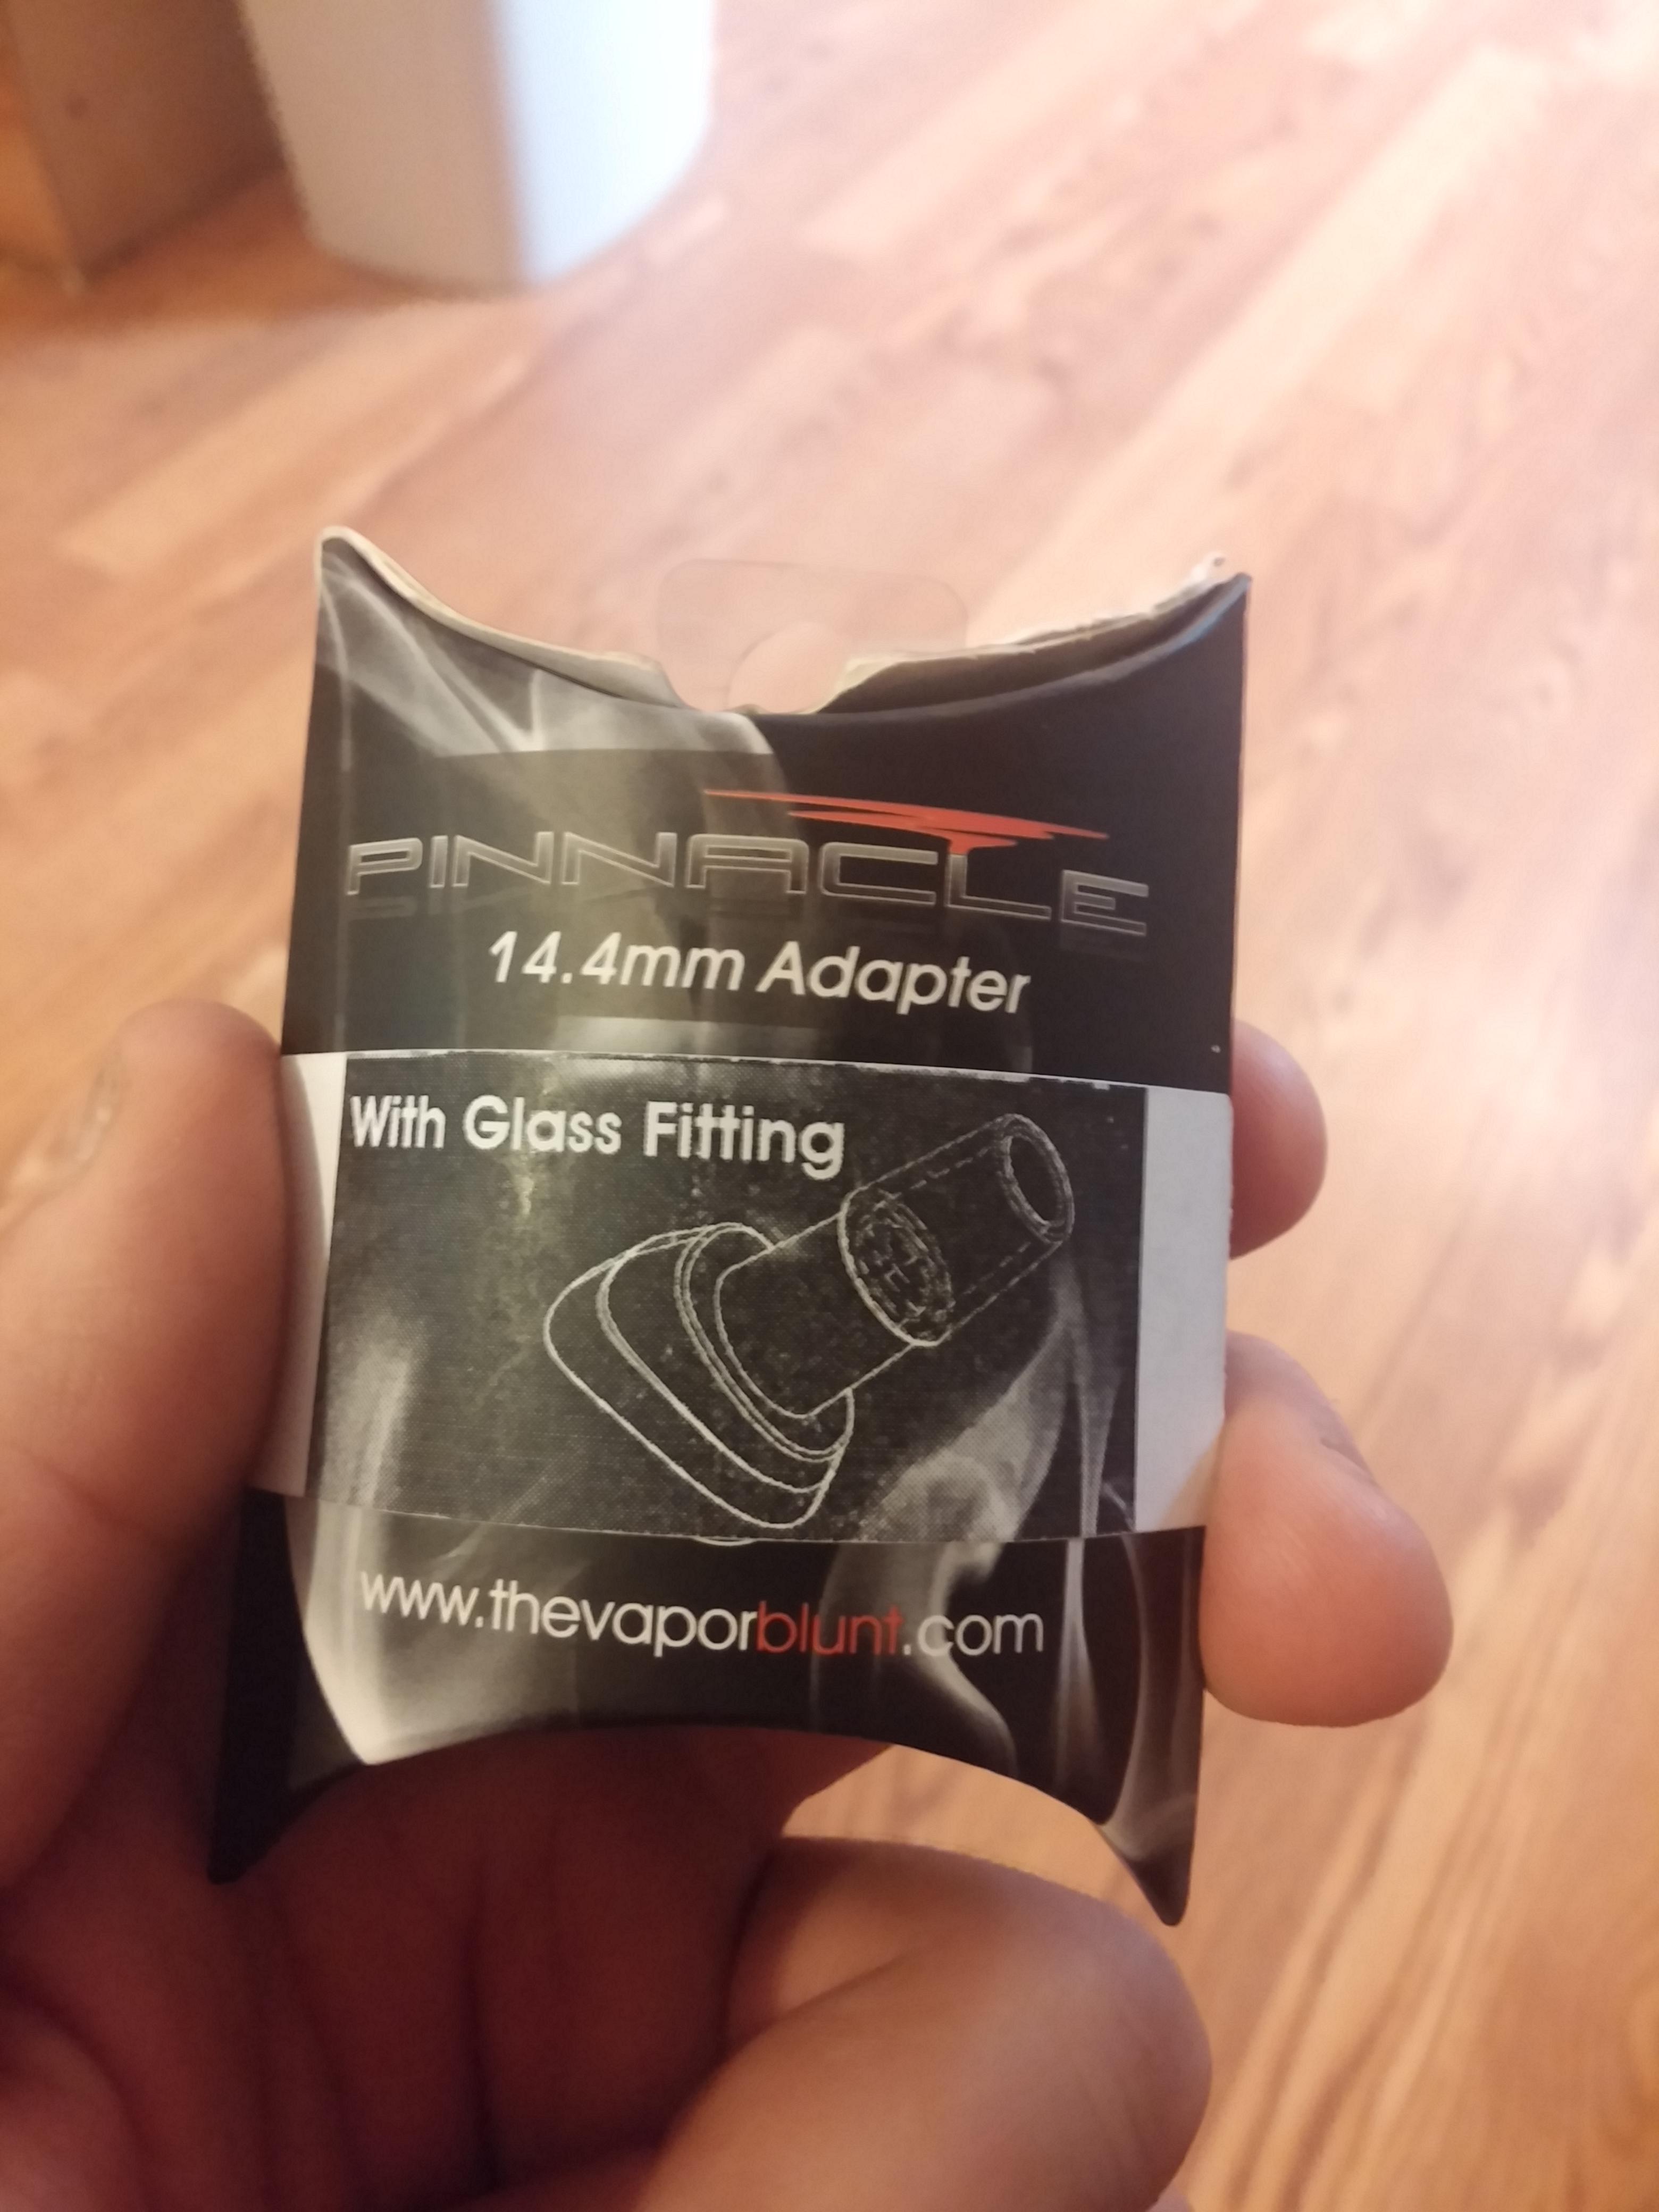 PINNACLE
14.4mm Adapter
With Glass Fitting
www.thevaporblunt.com